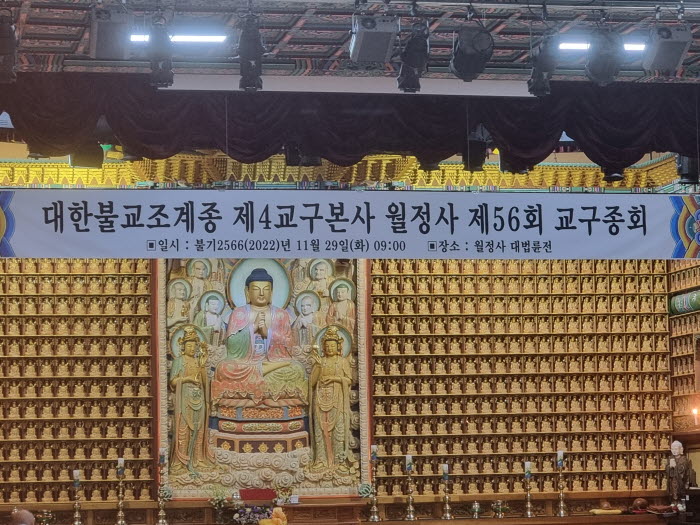 대한불교조계종 제4교구본사 월정사 제56회 교구종회
▣일시 : 불기2566(2022)년 11월 29일(화) 09:00 ▣장소 : 월정사 대법륜전